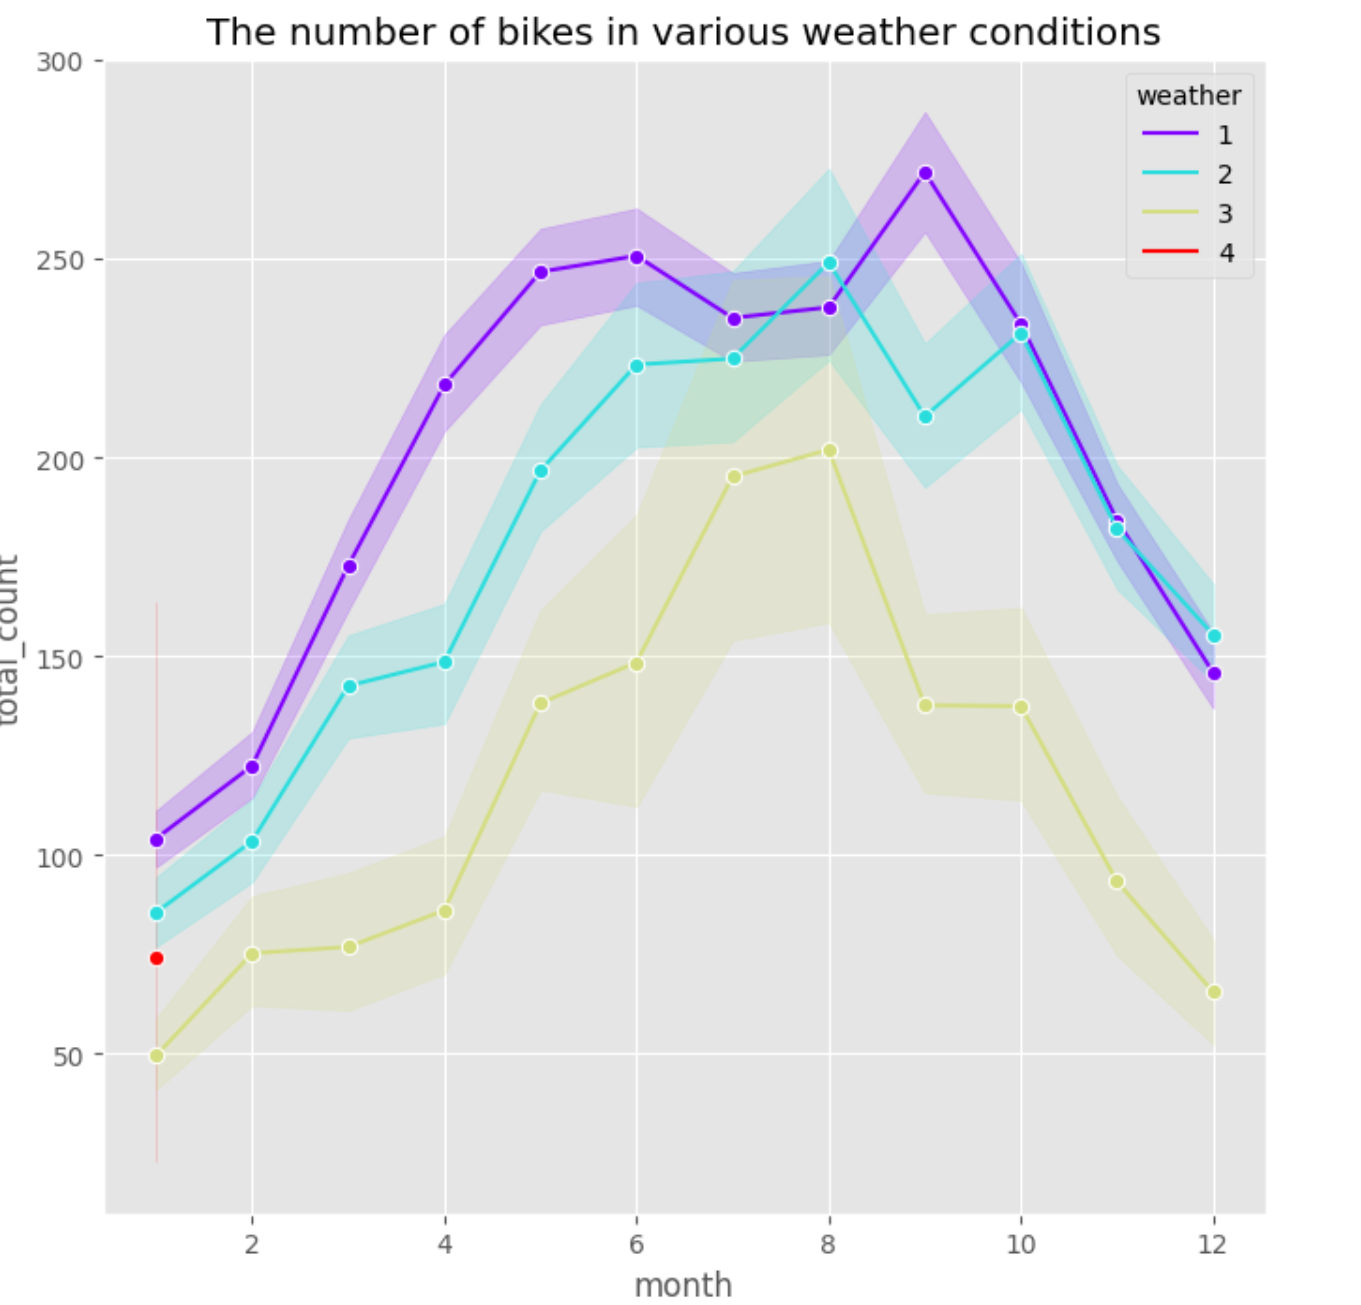 The number of bikes in various weather conditions
300
250
200
150
100
50
total_count
weather
1
2
3
4
2 4 6 8 10 12
month